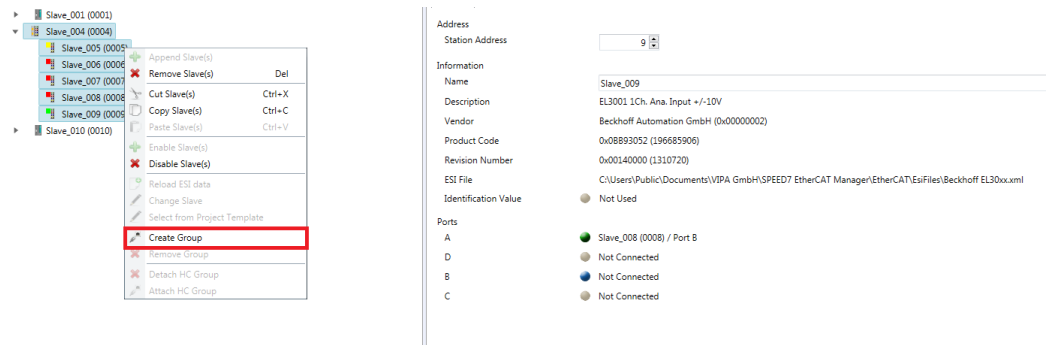 Slave_001 (0001)
Slave_004 (0004)
Slave_005 (0005)
Slave_006 (0006
Slave_007 (0007
Slave_008 (0008
Slave_009 (0009
Slave_010 (0010)
Append Slave(s)
Remove Slave(s) Del
Cut Slave(s) Ctrl+X
Copy Slave(s) Ctrl+C
Paste Slave(s) Ctrl+V
Enable Slave(s)
Disable Slave(s)
Reload ESI data
Change Slave
Select from Project Template
Create Group
Remove Group
Detach HC Group
Attach HC Group
Address
Station Address 9
Information
Name Slave_009
Description EL3001 1Ch. Ana. Input +/-10V
Vendor Beckhoff Automation GmbH (0x00000002)
Product Code 0x0BB93052 (196685906)
Revision Number 0x00140000 (1310720)
ESI File C:\Users\Public\Documents\VIPA GmbH\SPEED7 EtherCAT Manager\EtherCAT\EsiFiles\Beckhoff EL30xx.xml
Identification Value Not Used
Ports
A Slave_008 (0008) / Port B
D Not Connected
B Not Connected
C Not Connected